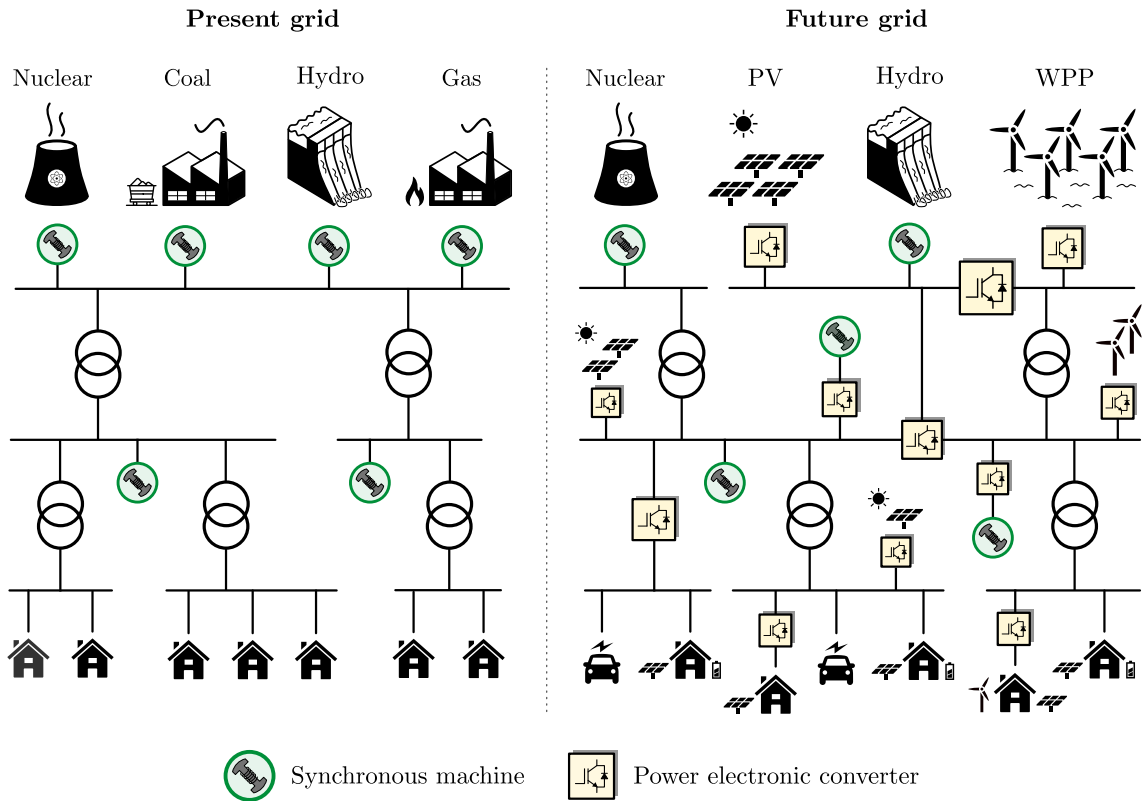 Present grid
Future grid
Nuclear
Coal
Hydro
Gas
Nuclear
PV
Hydro
WPP
Synchronous machine
Power electronic converter